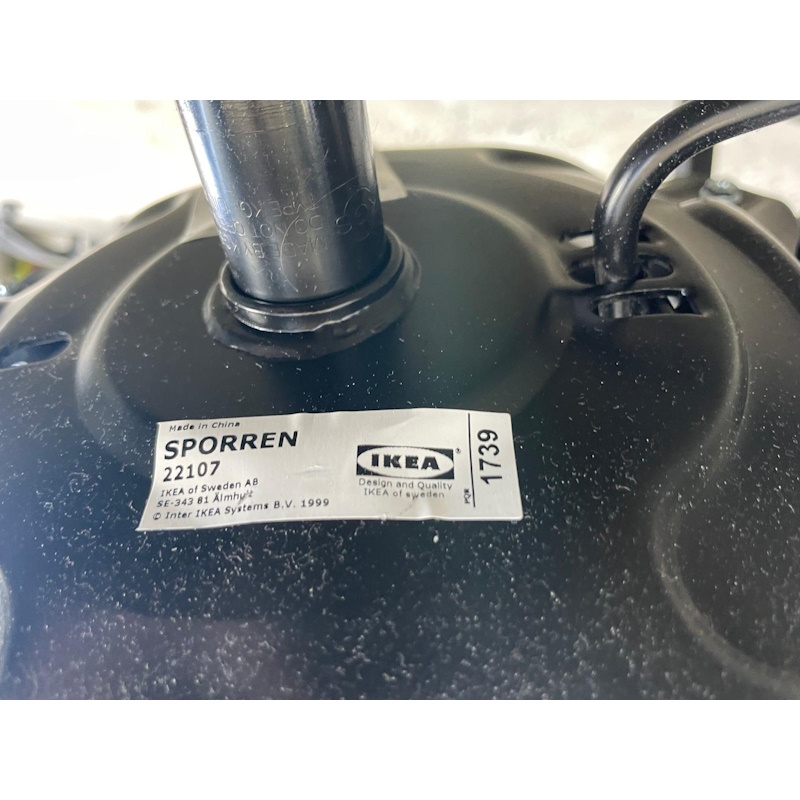 Made in China
SPORREN
22107
IKEA of Sweden AB
SE-343 81 Älmhult
© Inter IKEA Systems B.V. 1999
IKEA®
Design and Quality
IKEA of Sweden
PQR
1739